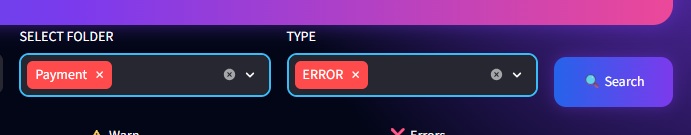 SELECT FOLDER
TYPE
Payment ×
ERROR ×
Search
Warn
Errors